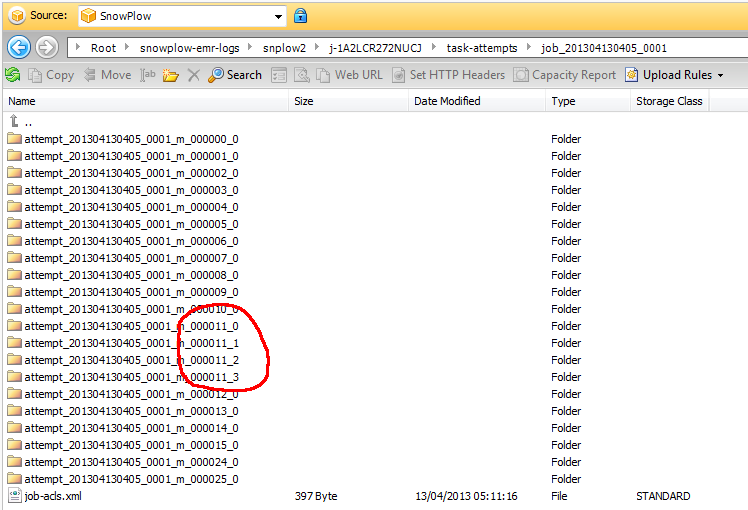 Source: SnowPlow
Root snowplow-emr-logs snplow2 j-1A2LCR272NUCJ task-attempts job_201304130405_0001
Copy Move Search Web URL Set HTTP Headers Capacity Report Upload Rules
Name Size Date Modified Type Storage Class
..
attempt_201304130405_0001_m_000000_0 Folder
attempt_201304130405_0001_m_000001_0 Folder
attempt_201304130405_0001_m_000002_0 Folder
attempt_201304130405_0001_m_000003_0 Folder
attempt_201304130405_0001_m_000004_0 Folder
attempt_201304130405_0001_m_000005_0 Folder
attempt_201304130405_0001_m_000006_0 Folder
attempt_201304130405_0001_m_000007_0 Folder
attempt_201304130405_0001_m_000008_0 Folder
attempt_201304130405_0001_m_000009_0 Folder
attempt_201304130405_0001_m_000010_0 Folder
attempt_201304130405_0001_m_000011_0 Folder
attempt_201304130405_0001_m_000011_1 Folder
attempt_201304130405_0001_m_000011_2 Folder
attempt_201304130405_0001_m_000011_3 Folder
attempt_201304130405_0001_m_000012_0 Folder
attempt_201304130405_0001_m_000013_0 Folder
attempt_201304130405_0001_m_000014_0 Folder
attempt_201304130405_0001_m_000015_0 Folder
attempt_201304130405_0001_m_000024_0 Folder
attempt_201304130405_0001_m_000025_0 Folder
job-acls.xml 397 Byte 13/04/2013 05:11:16 File STANDARD